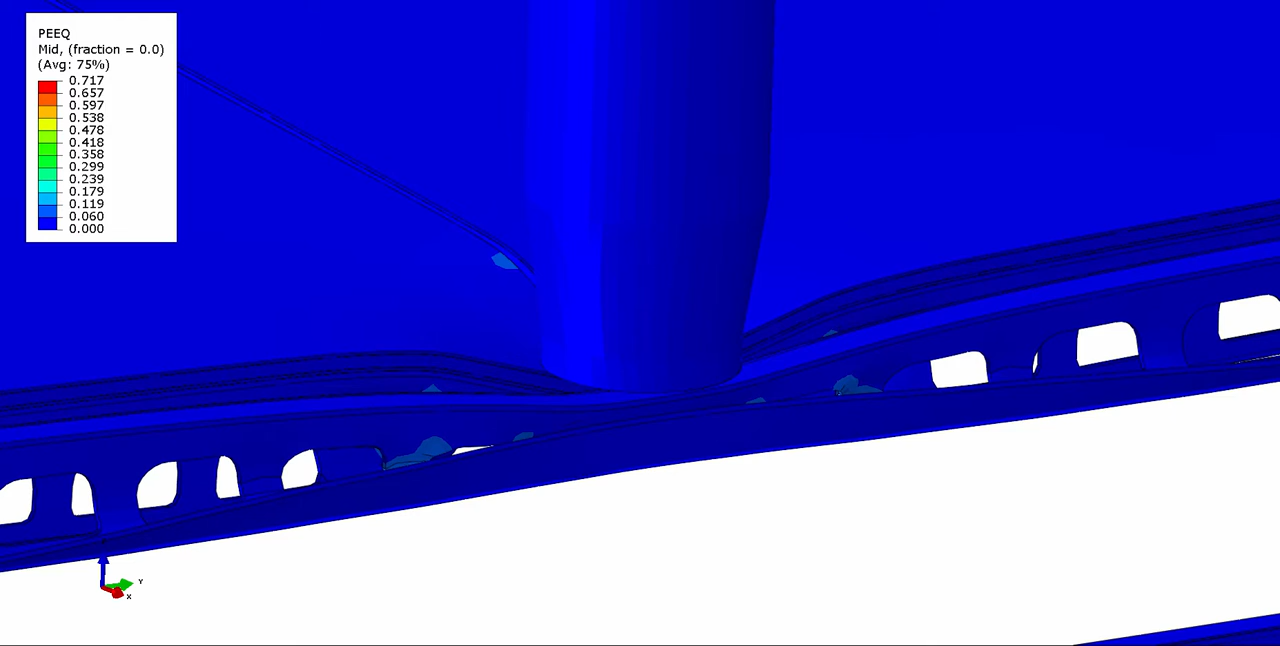 PEEQ
Mid, (fraction = 0.0)
(Avg: 75%)
0.717
0.657
0.597
0.538
0.478
0.418
0.358
0.299
0.239
0.179
0.119
0.060
0.000
Y
X